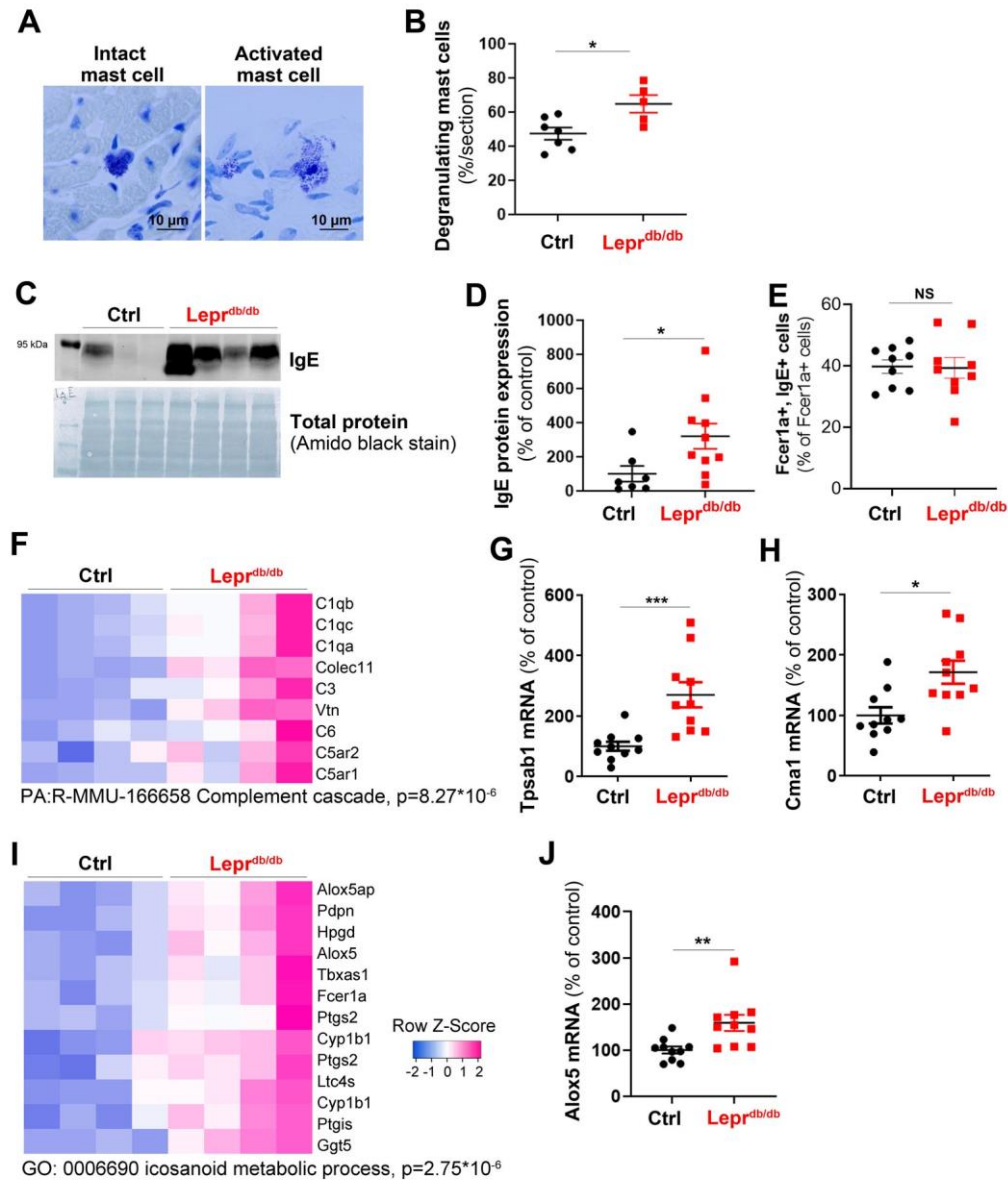 A
Intact
mast cell
Activated
mast cell
10 µm
10 µm
B
Degranulating mast cells
(%/section)
100
80
60
40
20
0
*
Ctrl
Lepr^db/db
C
Ctrl
Lepr^db/db
95 kDa
IgE
IgE
Total protein
(Amido black stain)
D
IgE protein expression
(% of control)
1000
800
600
400
200
0
*
Ctrl
Lepr^db/db
E
Fcer1a+, IgE+ cells
(% of Fcer1a+ cells)
60
40
20
0
NS
Ctrl
Lepr^db/db
F
Ctrl
Lepr^db/db
C1qb
C1qc
C1qa
Colec11
C3
Vtn
C6
C5ar2
C5ar1
PA:R-MMU-166658 Complement cascade, p=8.27*10^-6
G
Tpsab1 mRNA (% of control)
600
400
200
0
***
Ctrl
Lepr^db/db
H
Cma1 mRNA (% of control)
300
200
100
0
*
Ctrl
Lepr^db/db
I
Ctrl
Lepr^db/db
Alox5ap
Pdpn
Hpgd
Alox5
Tbxas1
Fcer1a
Ptgs2
Cyp1b1
Ptgs2
Ltc4s
Cyp1b1
Ptgis
Ggt5
Row Z-Score
-2 -1 0 1 2
GO: 0006690 icosanoid metabolic process, p=2.75*10^-6
J
Alox5 mRNA (% of control)
400
300
200
100
0
**
Ctrl
Lepr^db/db